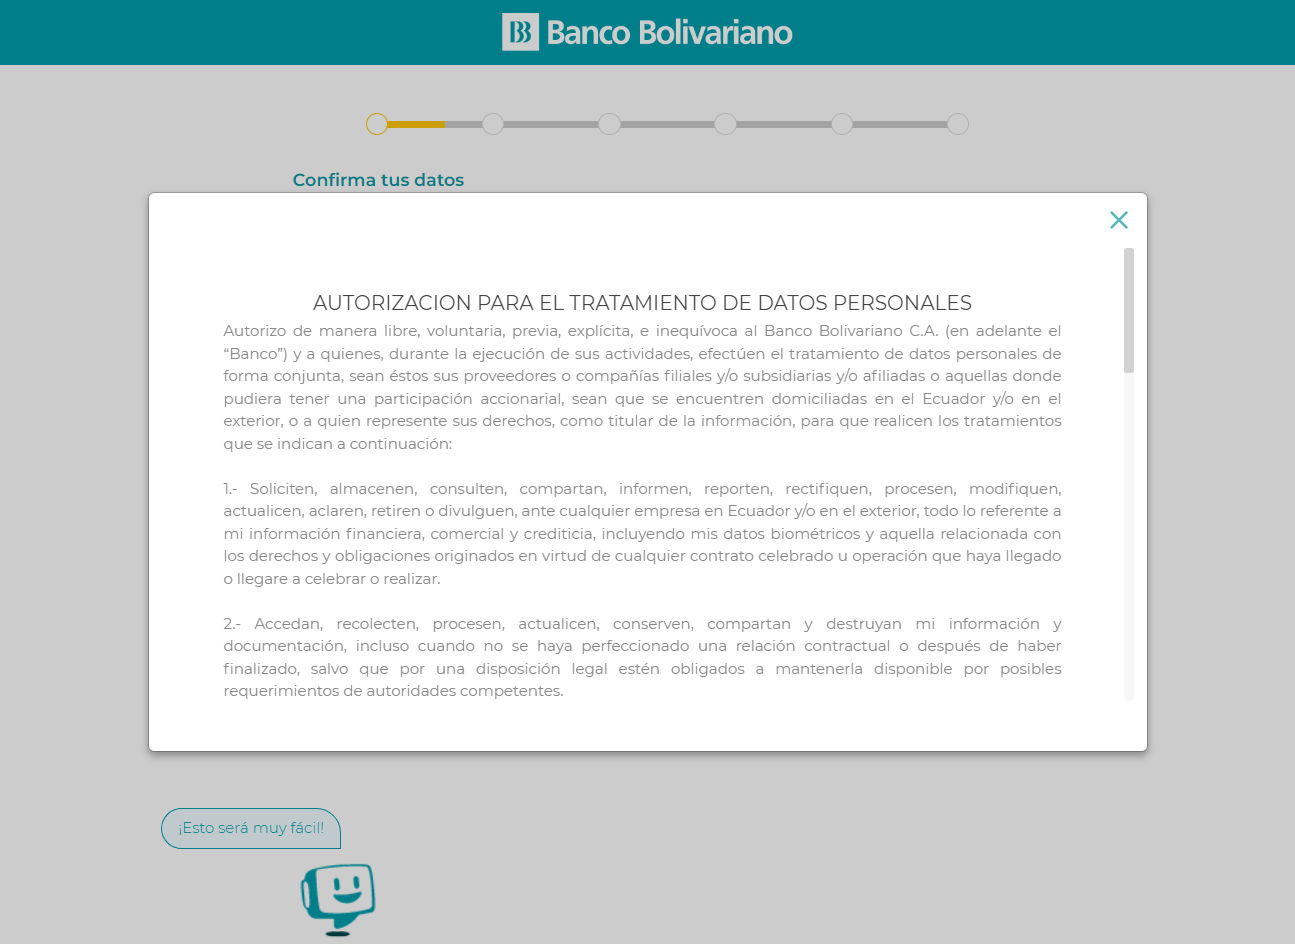 Banco Bolivariano
Confirma tus datos
AUTORIZACION PARA EL TRATAMIENTO DE DATOS PERSONALES
Autorizo de manera libre, voluntaria, previa, explícita, e inequívoca al Banco Bolivariano C.A. (en adelante el
“Banco”) y a quienes, durante la ejecución de sus actividades, efectúen el tratamiento de datos personales de
forma conjunta, sean éstos sus proveedores o compañías filiales y/o subsidiarias y/o afiliadas o aquellas donde
pudiera tener una participación accionarial, sean que se encuentren domiciliadas en el Ecuador y/o en el
exterior, o a quien represente sus derechos, como titular de la información, para que realicen los tratamientos
que se indican a continuación:
1.- Soliciten, almacenen, consulten, compartan, informen, reporten, rectifiquen, procesen, modifiquen,
actualicen, aclaren, retiren o divulguen, ante cualquier empresa en Ecuador y/o en el exterior, todo lo referente a
mi información financiera, comercial y crediticia, incluyendo mis datos biométricos y aquella relacionada con
los derechos y obligaciones originados en virtud de cualquier contrato celebrado u operación que haya llegado
o llegare a celebrar o realizar.
2.- Accedan, recolecten, procesen, actualicen, conserven, compartan y destruyan mi información y
documentación, incluso cuando no se haya perfeccionado una relación contractual o después de haber
finalizado, salvo que por una disposición legal estén obligados a mantenerla disponible por posibles
requerimientos de autoridades competentes.
¡Esto será muy fácil!